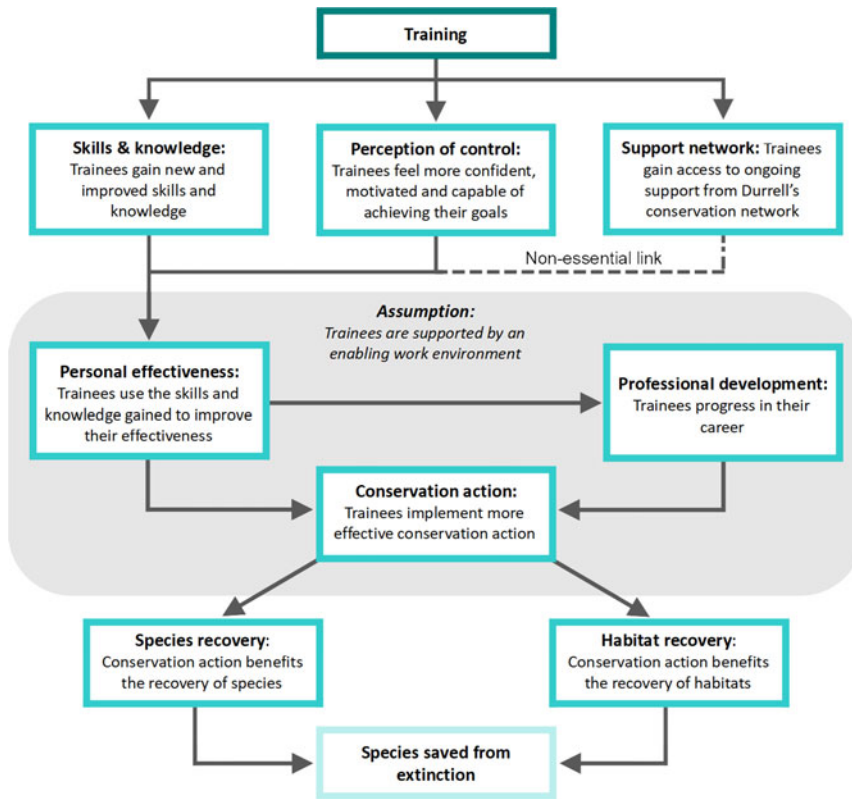 Training
Skills & knowledge:
Trainees gain new and
improved skills and
knowledge
Perception of control:
Trainees feel more confident,
motivated and capable of
achieving their goals
Support network: Trainees
gain access to ongoing
support from Durrell’s
conservation network
Non-essential link
Assumption:
Trainees are supported by an
enabling work environment
Personal effectiveness:
Trainees use the skills and
knowledge gained to improve
their effectiveness
Professional development:
Trainees progress in their
career
Conservation action:
Trainees implement more
effective conservation action
Species recovery:
Conservation action benefits
the recovery of species
Habitat recovery:
Conservation action benefits
the recovery of habitats
Species saved from
extinction